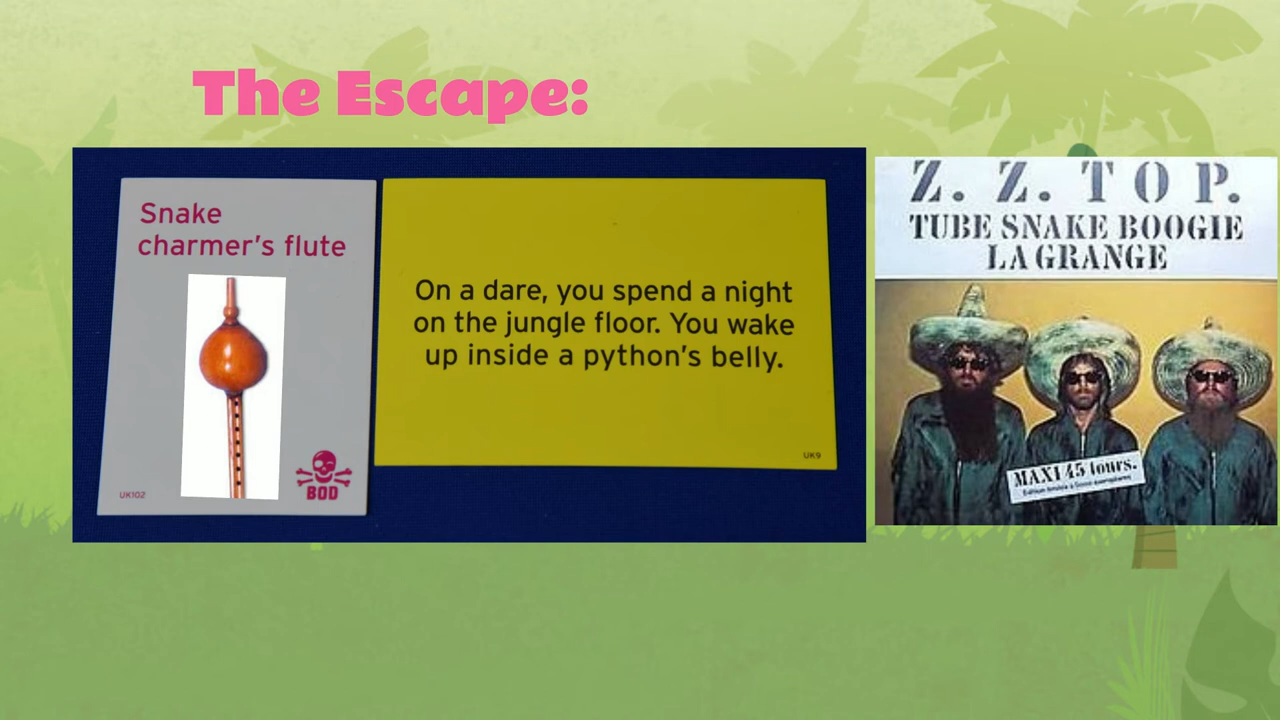 The Escape:
Snake
charmer's flute
UK102
BOD
On a dare, you spend a night
on the jungle floor. You wake
up inside a python's belly.
UK9
Z. Z. TOP.
TUBE SNAKE BOOGIE
LA GRANGE
MAXI 45 tours.